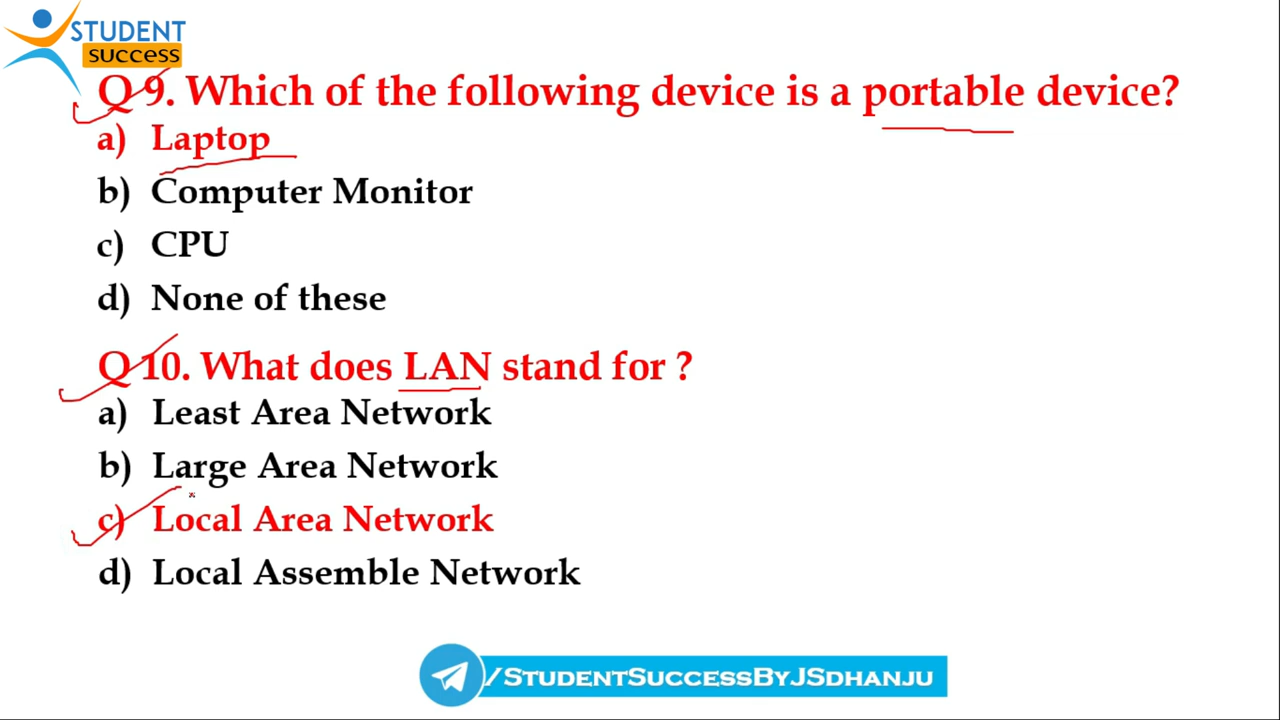 STUDENT
success
Q 9. Which of the following device is a portable device?
a) Laptop
b) Computer Monitor
c) CPU
d) None of these
Q 10. What does LAN stand for ?
a) Least Area Network
b) Large Area Network
c) Local Area Network
d) Local Assemble Network
/StudentSuccessByJSdhanju